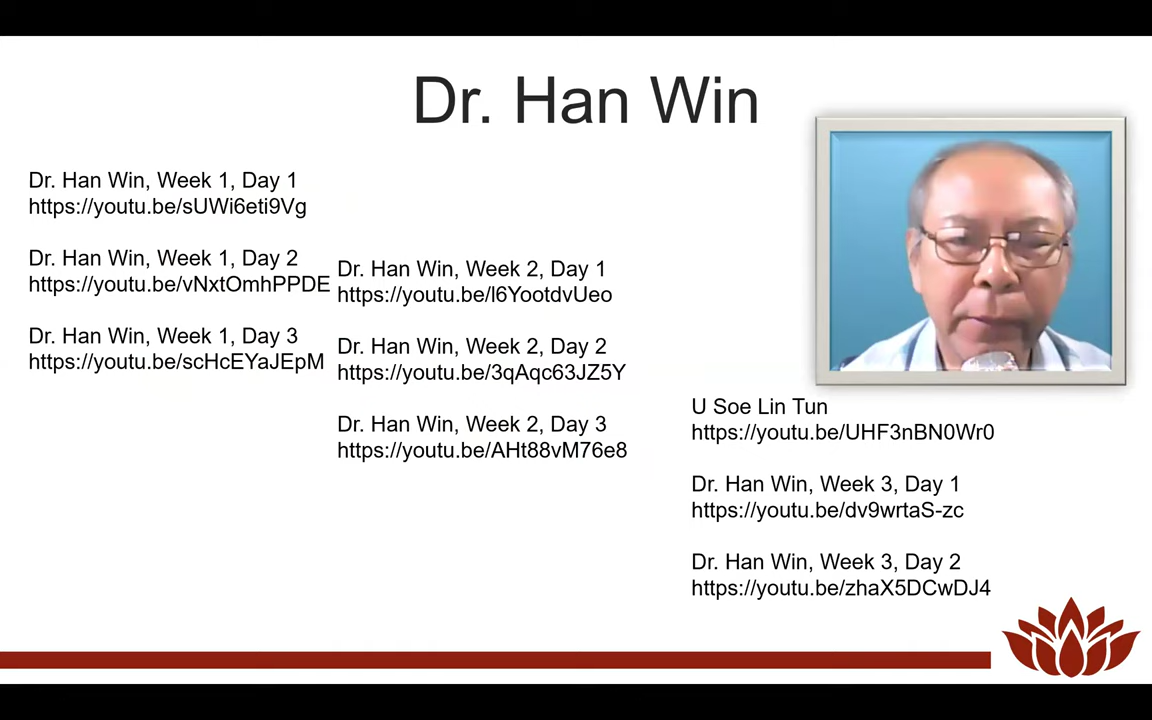 Dr. Han Win
Dr. Han Win, Week 1, Day 1
https://youtu.be/sUWi6eti9Vg
Dr. Han Win, Week 1, Day 2
https://youtu.be/vNxtOmhPPDE
Dr. Han Win, Week 1, Day 3
https://youtu.be/scHcEYaJEpM
Dr. Han Win, Week 2, Day 1
https://youtu.be/l6YootdvUeo
Dr. Han Win, Week 2, Day 2
https://youtu.be/3qAqc63JZ5Y
Dr. Han Win, Week 2, Day 3
https://youtu.be/AHt88vM76e8
U Soe Lin Tun
https://youtu.be/UHF3nBN0Wr0
Dr. Han Win, Week 3, Day 1
https://youtu.be/dv9wrtaS-zc
Dr. Han Win, Week 3, Day 2
https://youtu.be/zhaX5DCwDJ4